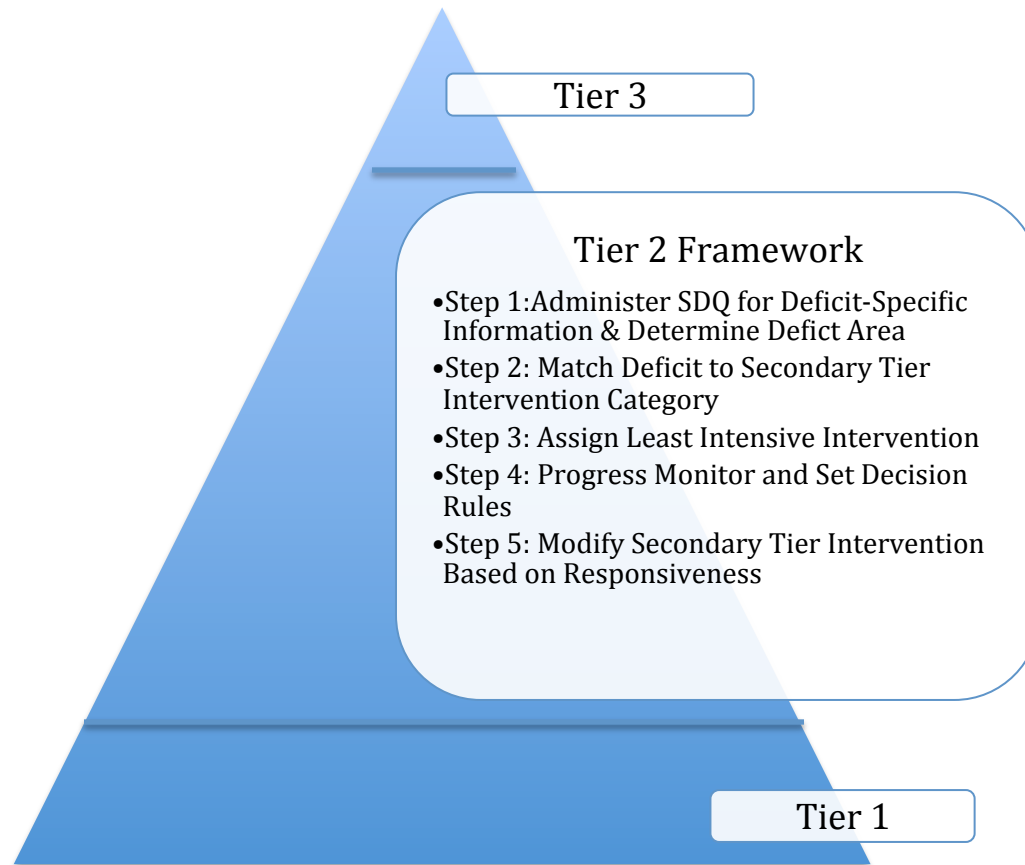 Tier 3
Tier 2 Framework
•Step 1:Administer SDQ for Deficit-Specific
Information & Determine Defict Area
•Step 2: Match Deficit to Secondary Tier
Intervention Category
•Step 3: Assign Least Intensive Intervention
•Step 4: Progress Monitor and Set Decision
Rules
•Step 5: Modify Secondary Tier Intervention
Based on Responsiveness
Tier 1